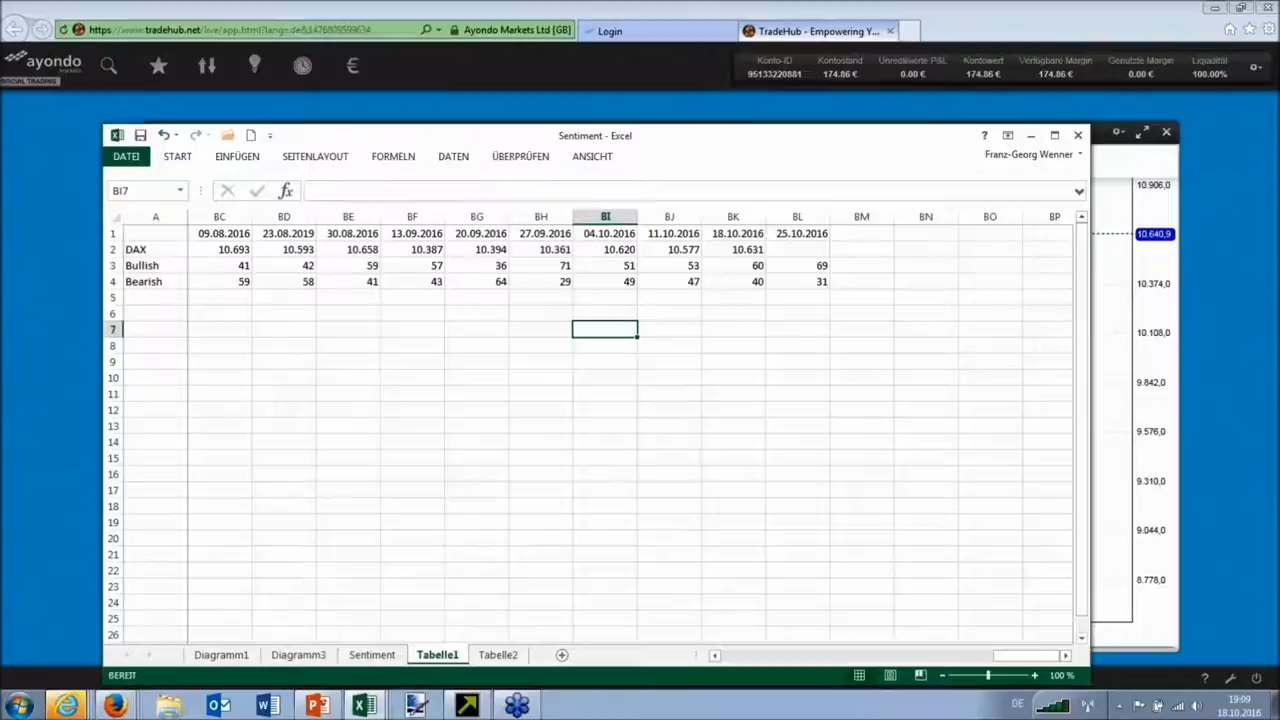 https://www.tradehub.net/live/app.html?lang=de&1476809599634
Ayondo Markets Ltd [GB]
Login
TradeHub - Empowering Y...
ayondo
MARKETS
SOCIAL TRADING
€
Konto-ID Kontostand Unrealisierte P&L Kontowert Verfügbare Margin Genutzte Margin Liquidität
95133220881 174.86 € 0.00 € 174.86 € 174.86 € 0.00 € 100.00%
Sentiment - Excel
DATEI START EINFÜGEN SEITENLAYOUT FORMELN DATEN ÜBERPRÜFEN ANSICHT
Franz-Georg Wenner
BI7 fx
A BC BD BE BF BG BH BI BJ BK BL BM BN BO BP
1 09.08.2016 23.08.2019 30.08.2016 13.09.2016 20.09.2016 27.09.2016 04.10.2016 11.10.2016 18.10.2016 25.10.2016
2 DAX 10.693 10.593 10.658 10.387 10.394 10.361 10.620 10.577 10.631
3 Bullish 41 42 59 57 36 71 51 53 60 69
4 Bearish 59 58 41 43 64 29 49 47 40 31
5
6
7
8
9
10
11
12
13
14
15
16
17
18
19
20
21
22
23
24
25
26
10.906,0
10.640,9
10.374,0
10.108,0
9.842,0
9.576,0
9.310,0
9.044,0
8.778,0
Diagramm1 Diagramm3 Sentiment Tabelle1 Tabelle2
BEREIT
100 %
DE
19:09
18.10.2016